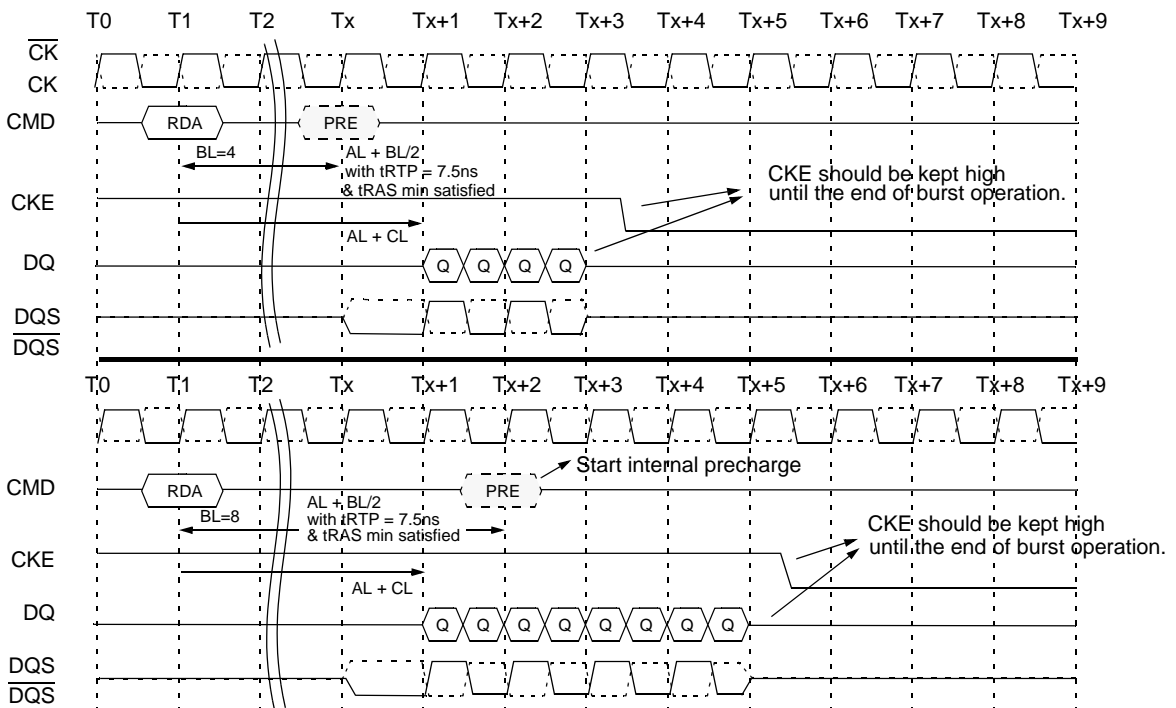 T0 T1 T2 Tx Tx+1 Tx+2 Tx+3 Tx+4 Tx+5 Tx+6 Tx+7 Tx+8 Tx+9
CK
CK
CMD
RDA
PRE
BL=4
AL + BL/2
with tRTP = 7.5ns
& tRAS min satisfied
CKE should be kept high
until the end of burst operation.
CKE
AL + CL
DQ
Q Q Q Q
DQS
DQS
T0 T1 T2 Tx Tx+1 Tx+2 Tx+3 Tx+4 Tx+5 Tx+6 Tx+7 Tx+8 Tx+9
Start internal precharge
CMD
RDA
PRE
BL=8
AL + BL/2
with tRTP = 7.5ns
& tRAS min satisfied
CKE should be kept high
until the end of burst operation.
CKE
AL + CL
DQ
Q Q Q Q Q Q Q Q
DQS
DQS